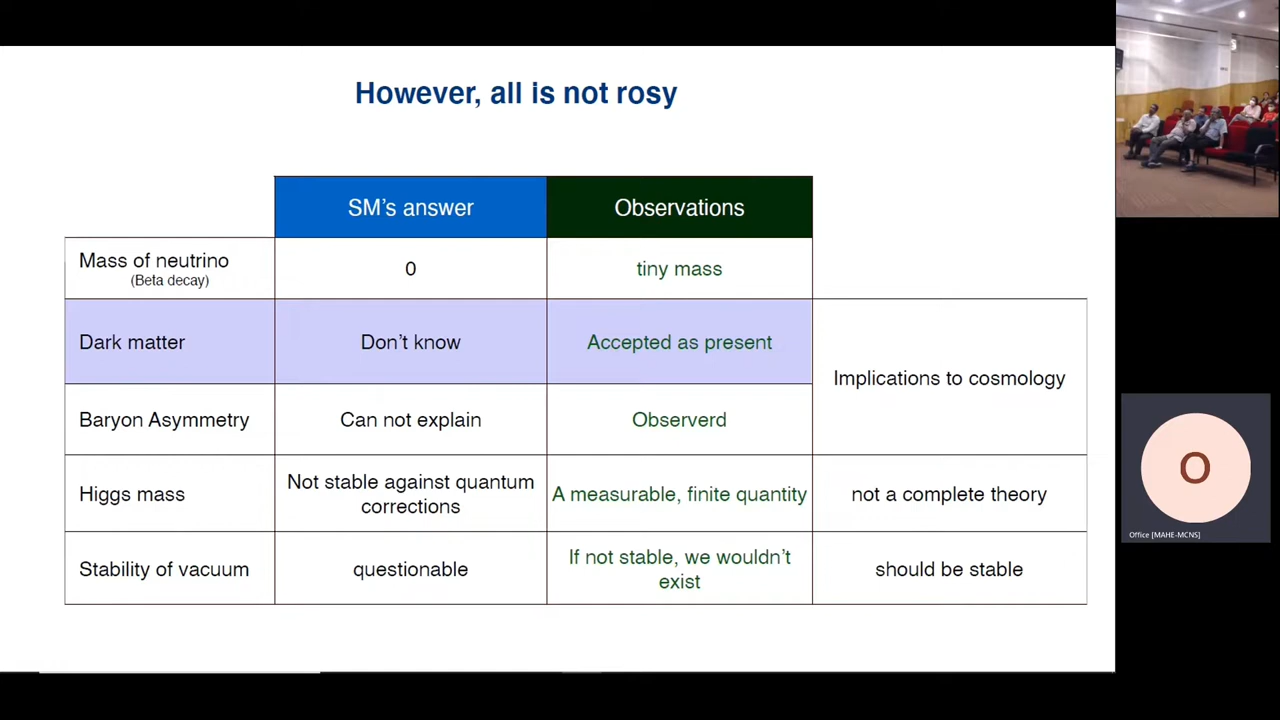 However, all is not rosy
SM's answer
Observations
Mass of neutrino
(Beta decay)
0
tiny mass
Dark matter
Don't know
Accepted as present
Implications to cosmology
Baryon Asymmetry
Can not explain
Observerd
Higgs mass
Not stable against quantum
corrections
A measurable, finite quantity
not a complete theory
Stability of vacuum
questionable
If not stable, we wouldn't
exist
should be stable
O
Office [MAHE-MCNS]